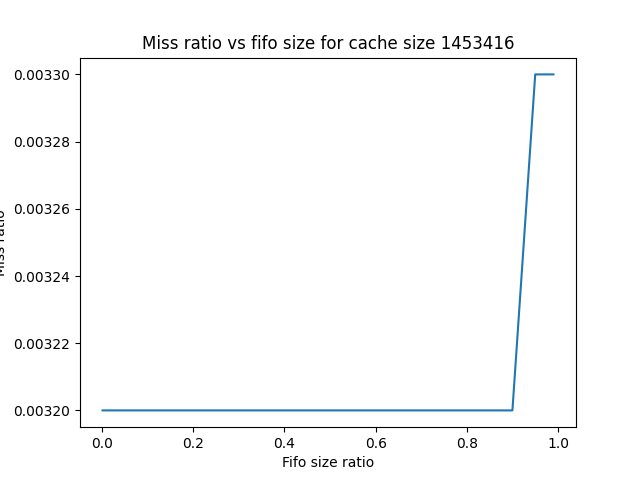 Miss ratio vs fifo size for cache size 1453416
0.00330
0.00328
0.00326
0.00324
0.00322
0.00320
Miss ratio
0.0 0.2 0.4 0.6 0.8 1.0
Fifo size ratio